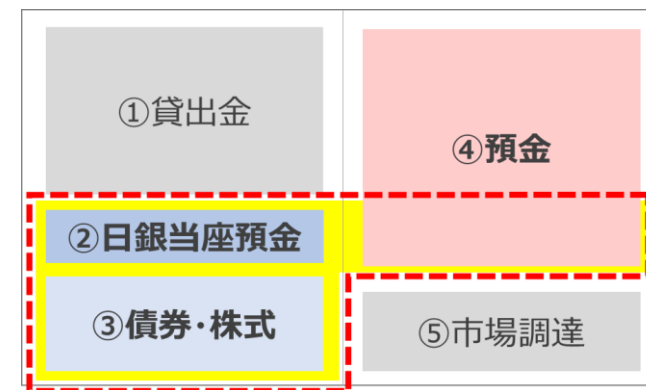 ①貸出金
②日銀当座預金
③債券・株式
④預金
⑤市場調達